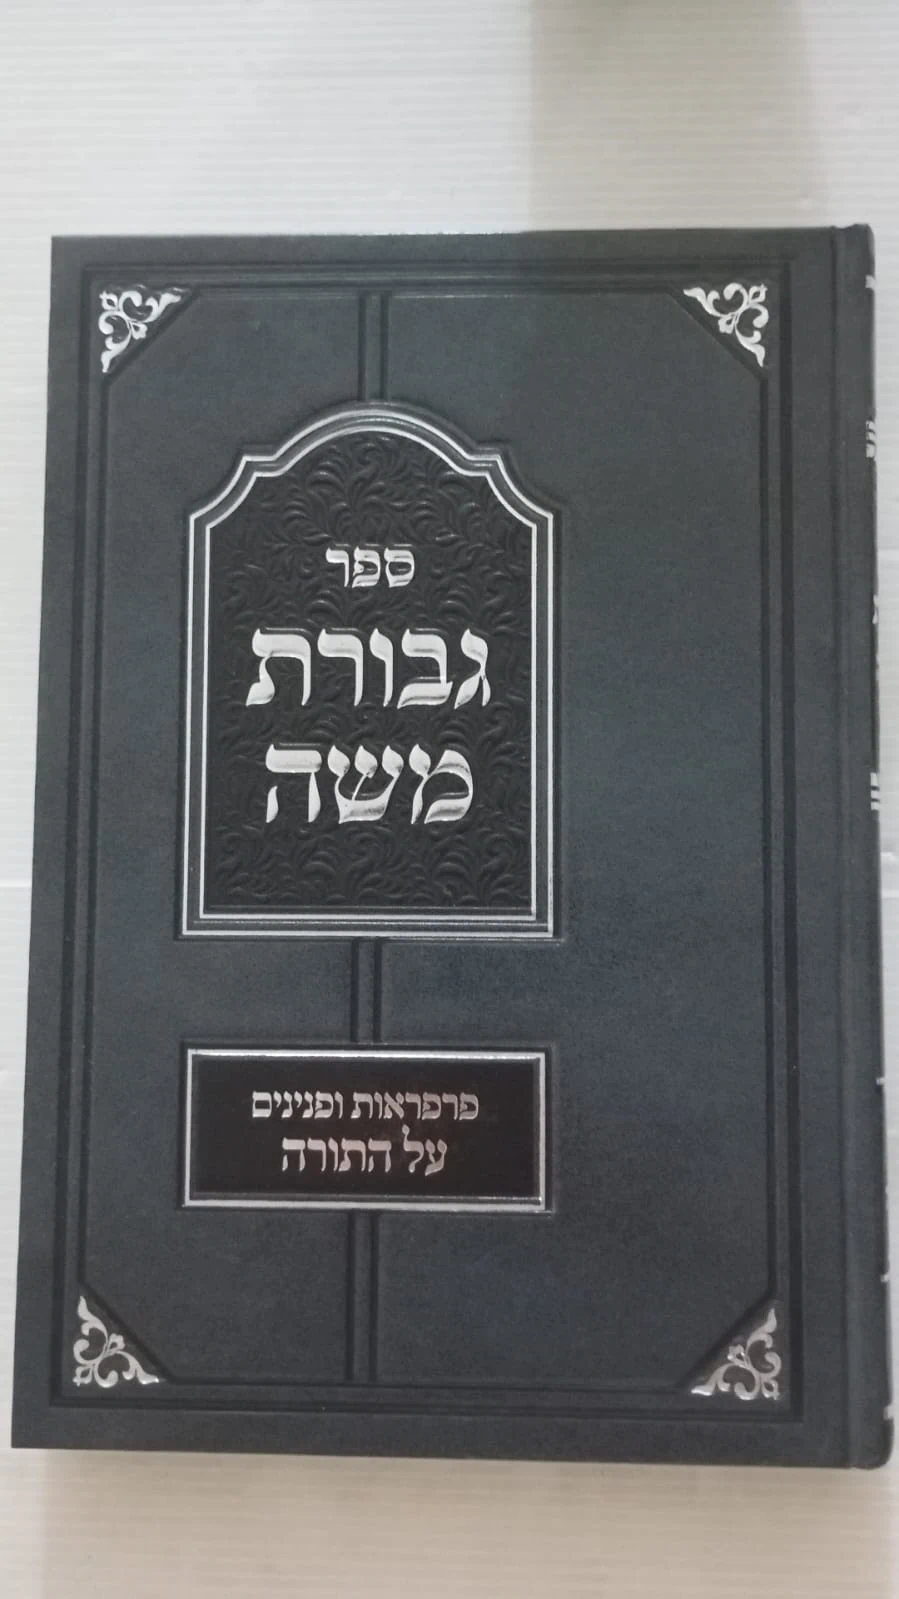 ספר
גבורת
משה
פרפראות ופנינים
על התורה